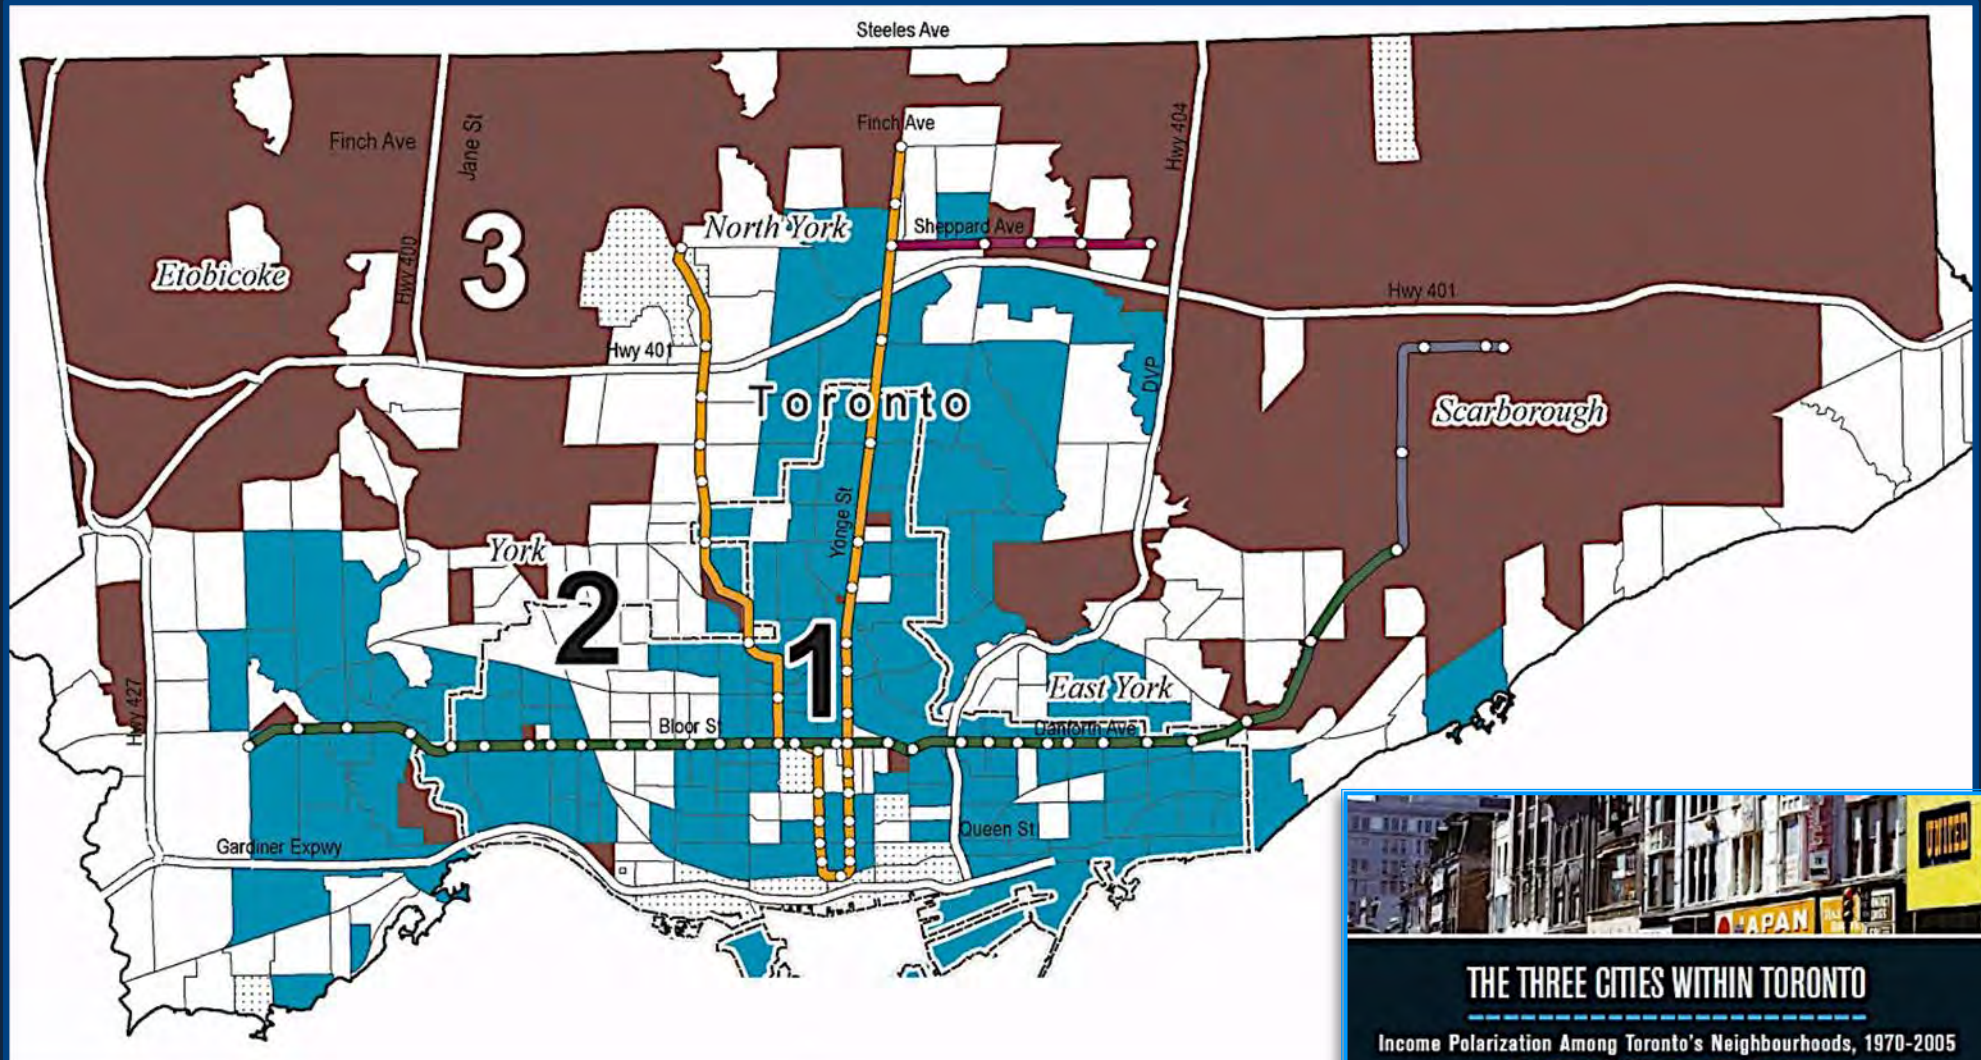 Steeles Ave
Finch Ave
Finch Ave
Jane St
Hwy 404
3
North York
Sheppard Ave
Etobicoke
Hwy 400
Hwy 401
Hwy 401
Toronto
DVP
Scarborough
Yonge St
York
2
1
East York
Hwy 427
Bloor St
Danforth Ave
Queen St
Gardiner Expwy
JAPAN
THE THREE CITIES WITHIN TORONTO
Income Polarization Among Toronto's Neighbourhoods, 1970-2005